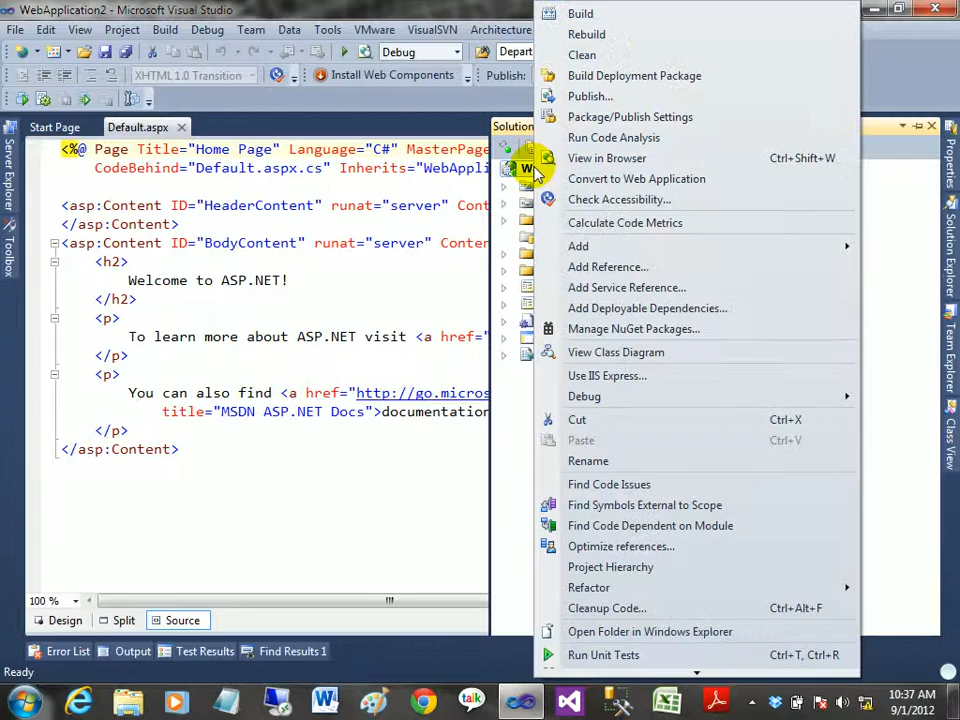 WebApplication2 - Microsoft Visual Studio
File Edit View Project Build Debug Team Data Tools VMware VisualSVN Architecture
Debug Depart
XHTML 1.0 Transition Install Web Components Publish:
Start Page Default.aspx Solution
<%@ Page Title="Home Page" Language="C#" MasterPage
CodeBehind="Default.aspx.cs" Inherits="WebAppli
<asp:Content ID="HeaderContent" runat="server" Cont
</asp:Content>
<asp:Content ID="BodyContent" runat="server" Conten
<h2>
Welcome to ASP.NET!
</h2>
<p>
To learn more about ASP.NET visit <a href="
</p>
<p>
You can also find <a href="http://go.micros
title="MSDN ASP.NET Docs">documentation
</p>
</asp:Content>
100 %
Design Split Source
Error List Output Test Results Find Results 1
Ready
Server Explorer
Toolbox
W
Build
Rebuild
Clean
Build Deployment Package
Publish...
Package/Publish Settings
Run Code Analysis
View in Browser Ctrl+Shift+W
Convert to Web Application
Check Accessibility...
Calculate Code Metrics
Add
Add Reference...
Add Service Reference...
Add Deployable Dependencies...
Manage NuGet Packages...
View Class Diagram
Use IIS Express...
Debug
Cut Ctrl+X
Paste Ctrl+V
Rename
Find Code Issues
Find Symbols External to Scope
Find Code Dependent on Module
Optimize references...
Project Hierarchy
Refactor
Cleanup Code... Ctrl+Alt+F
Open Folder in Windows Explorer
Run Unit Tests Ctrl+T, Ctrl+R
Properties
Solution Explorer
Class View
talk
10:37 AM
9/1/2012